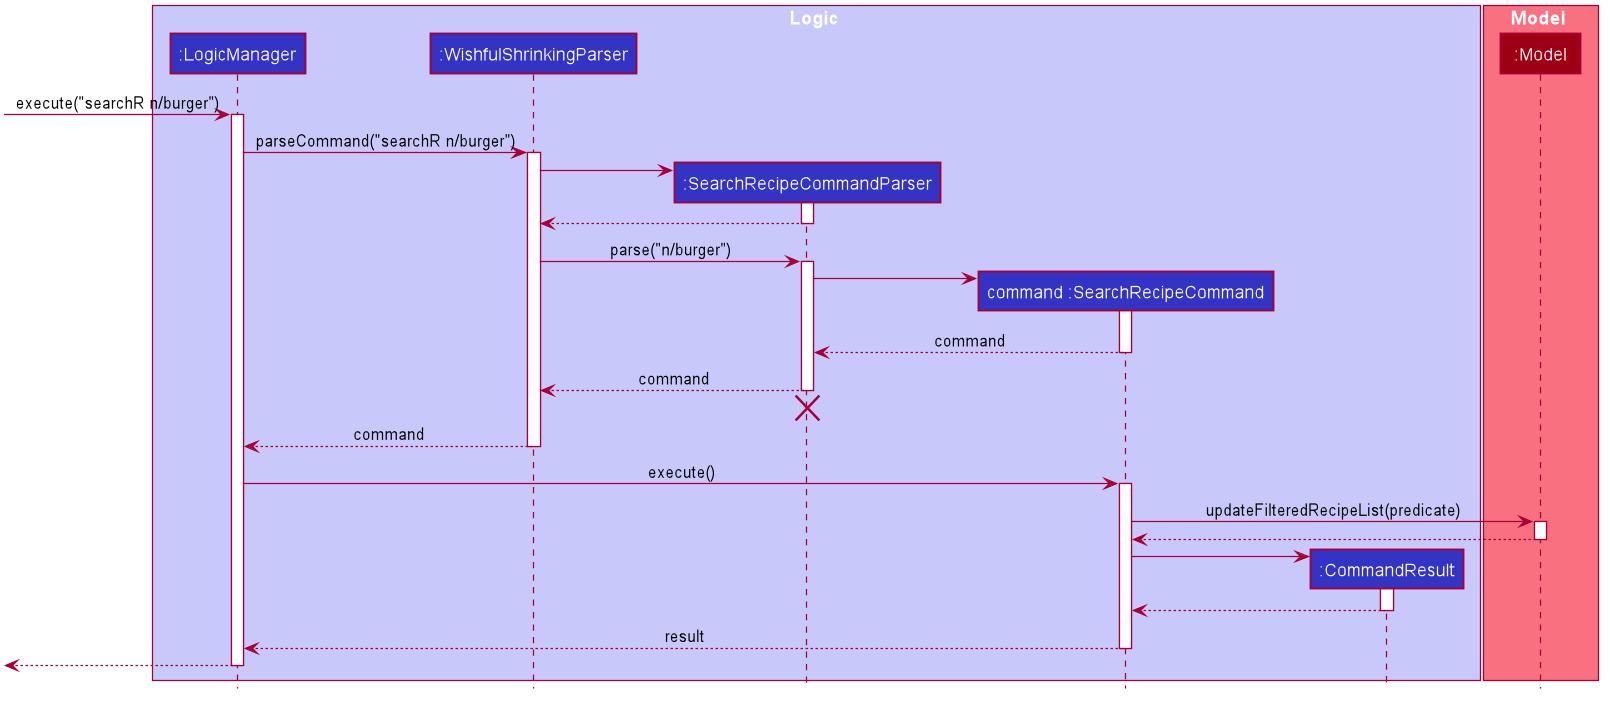 Logic
Model
:LogicManager
:WishfulShrinkingParser
:Model
execute("searchR n/burger")
parseCommand("searchR n/burger")
:SearchRecipeCommandParser
parse("n/burger")
command :SearchRecipeCommand
command
command
command
execute()
updateFilteredRecipeList(predicate)
:CommandResult
result